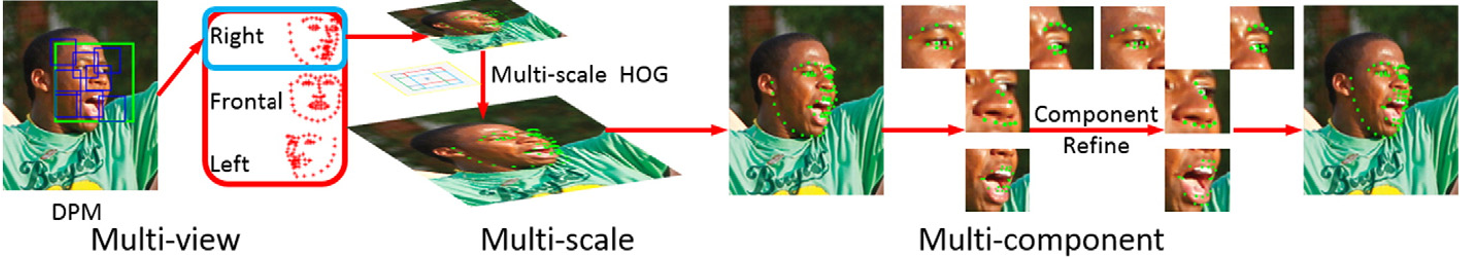 Right
Frontal
Left
DPM
Multi-view
Multi-scale HOG
Multi-scale
Component
Refine
Multi-component